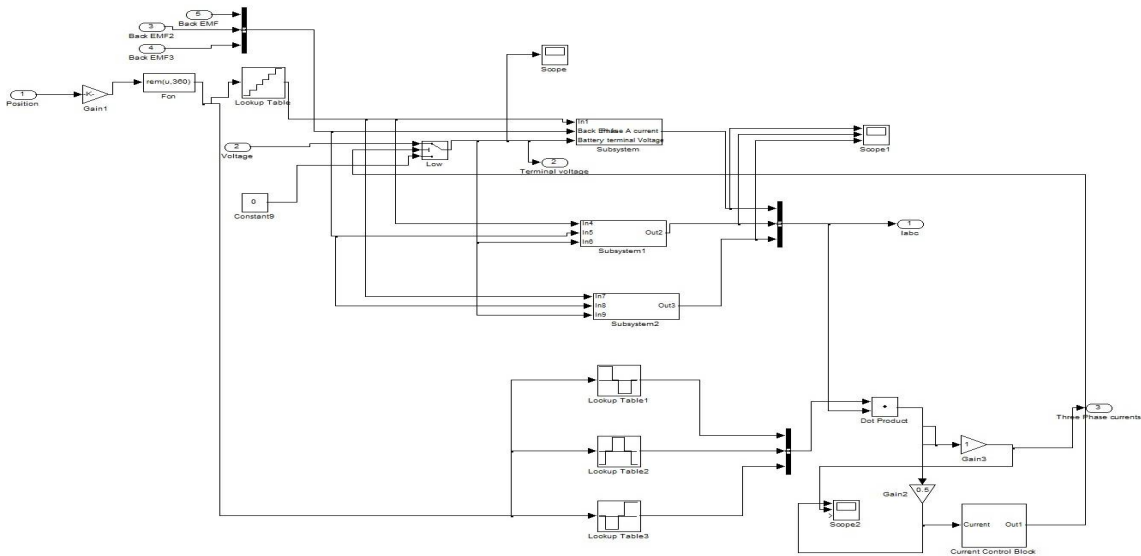 5
Back EMF
3
Back EMF2
4
Back EMF3
1
Position
-K-
Gain1
rem(u,360)
Fcn
Lookup Table
Scope
In1
Back Emf
Phase A current
Battery terminal Voltage
Subsystem
Scope1
2
Voltage
Low
2
Terminal voltage
0
Constant9
In4
In5
In6
Out2
Subsystem1
1
Iabc
In7
In8
In9
Out3
Subsystem2
Lookup Table1
Dot Product
3
Three Phase currents
Lookup Table2
1
Gain3
Gain2
0.5
Scope2
Lookup Table3
Current
Out1
Current Control Block